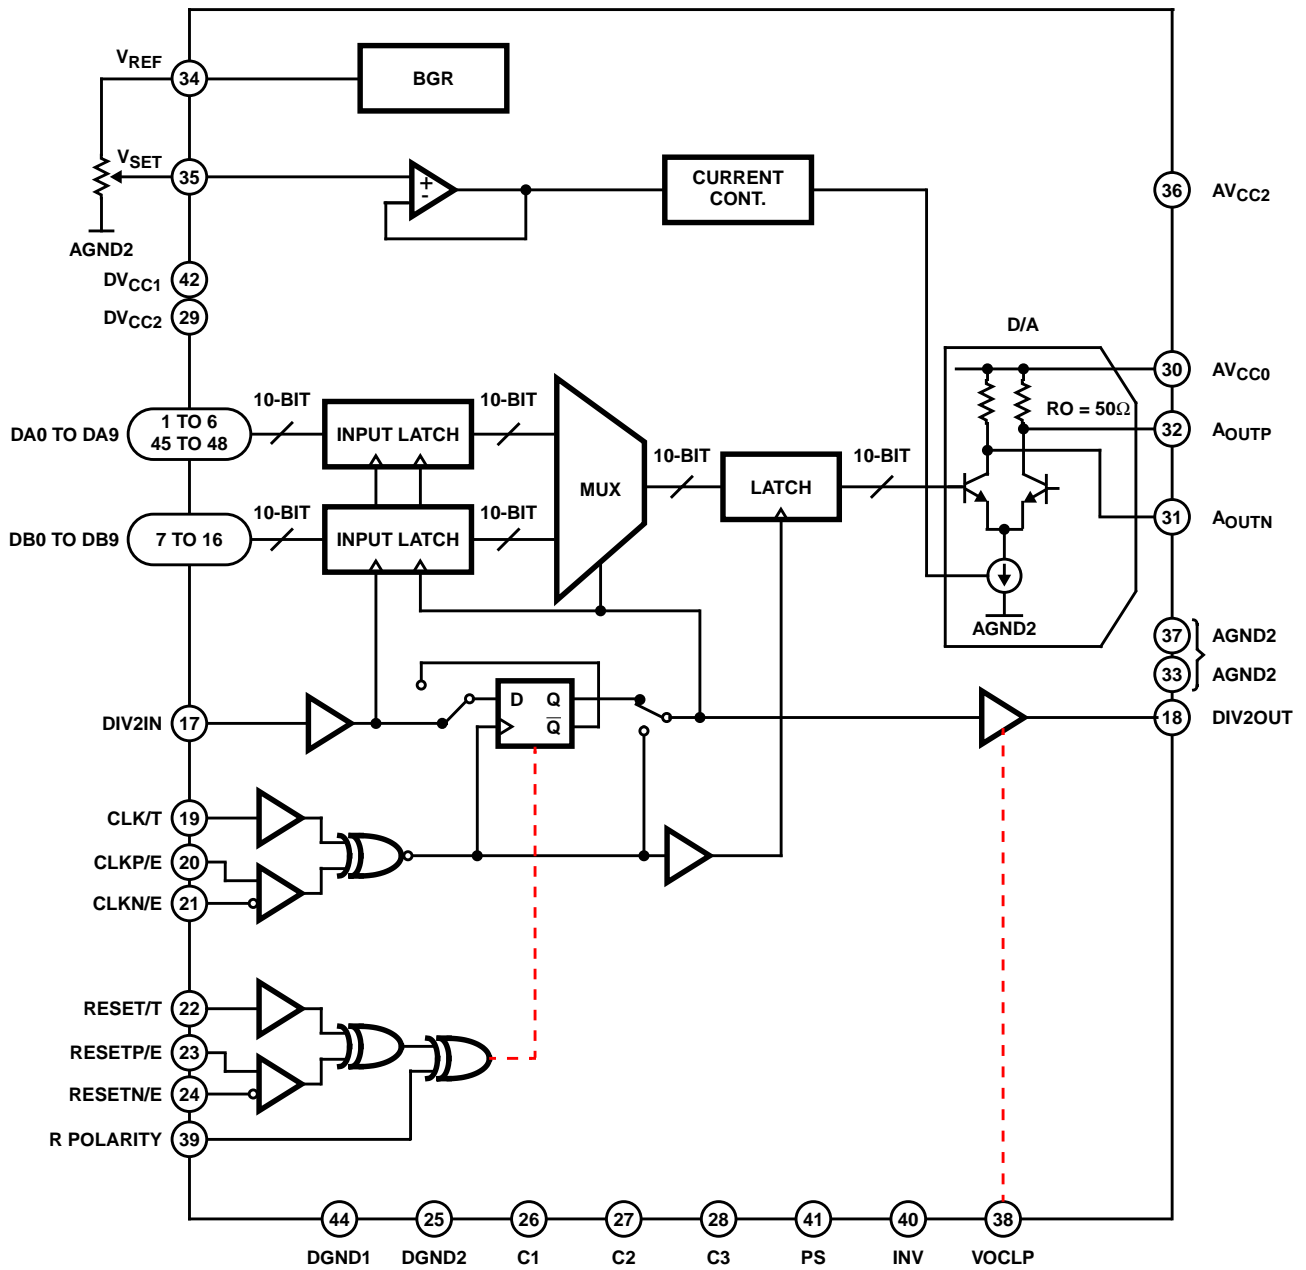 VREF
34
BGR
VSET
35
+
-
CURRENT
CONT.
36
AVCC2
AGND2
DVCC1
42
DVCC2
29
D/A
30
AVCC0
RO = 50Ω
32
AOUTP
DA0 TO DA9
1 TO 6
45 TO 48
10-BIT
INPUT LATCH
10-BIT
MUX
10-BIT
LATCH
10-BIT
31
AOUTN
DB0 TO DB9
7 TO 16
10-BIT
INPUT LATCH
10-BIT
AGND2
37
AGND2
33
AGND2
DIV2IN
17
D
Q
Q̅
18
DIV2OUT
CLK/T
19
CLKP/E
20
CLKN/E
21
RESET/T
22
RESETP/E
23
RESETN/E
24
R POLARITY
39
44
25
26
27
28
41
40
38
DGND1
DGND2
C1
C2
C3
PS
INV
VOCLP